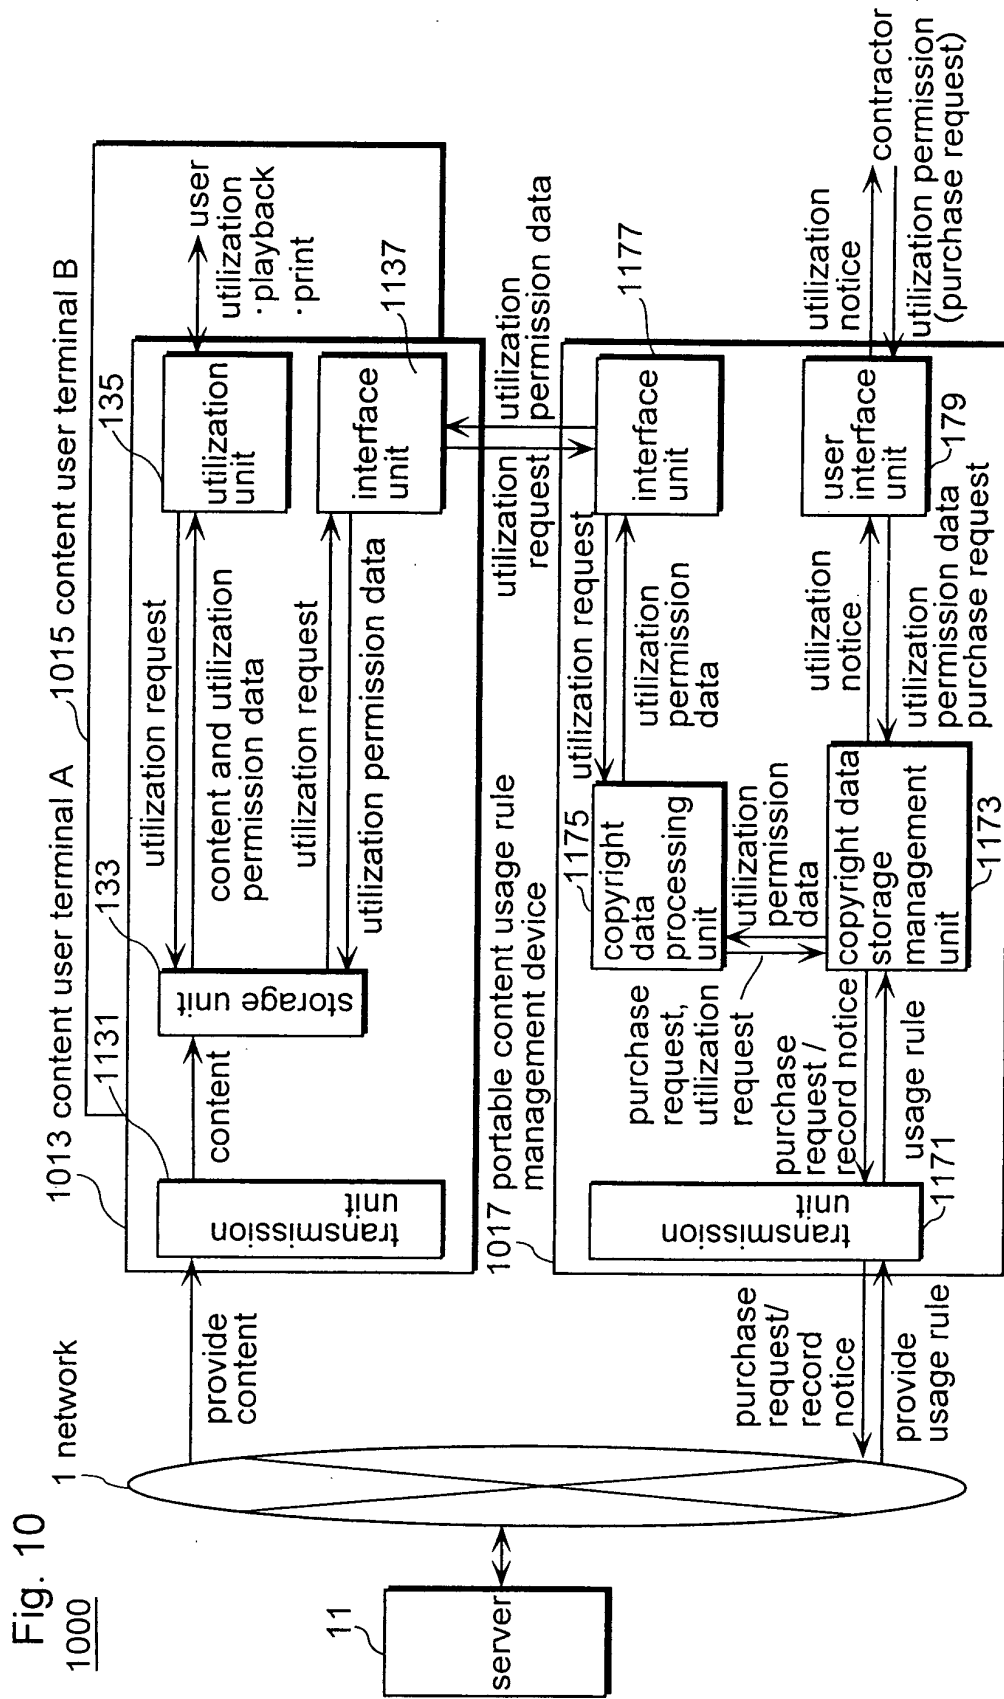 Fig. 10
1000
11
server
1 network
provide
content
purchase
request/
record
notice
provide
usage rule
1013 content user terminal A
1015 content user terminal B
1131
transmission
unit
content
133
storage unit
utilization request
content and utilization
permission data
utilization request
utilization permission data
135
utilization
unit
user
utilization
·playback
·print
interface
unit
1137
utilization
request
utilization
permission data
1017 portable content usage rule
management device
transmission
unit
1171
purchase
request,
utilization
request
purchase
request /
record notice
usage rule
1175
copyright
data
processing
unit
utilization
permission
data
copyright data
storage
management
unit
1173
utilization request
utilization
permission
data
interface
unit
1177
utilization
notice
utilization
permission data
purchase request
user
interface
unit
179
utilization
notice
contractor
utilization permission
(purchase request)